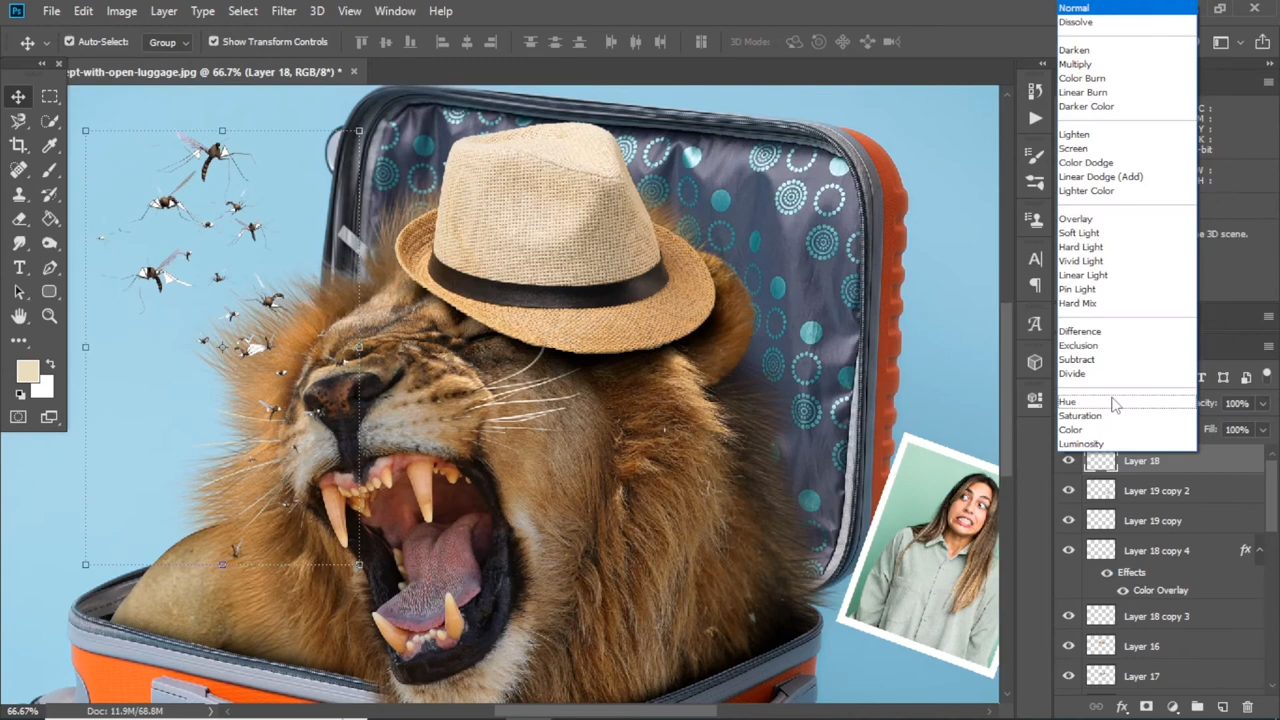 Ps File Edit Image Layer Type Select Filter 3D View Window Help
Auto-Select: Group Show Transform Controls 3D Mode:
ept-with-open-luggage.jpg @ 66.7% (Layer 18, RGB/8*) *
Normal
Dissolve
Darken
Multiply
Color Burn
Linear Burn
Darker Color
Lighten
Screen
Color Dodge
Linear Dodge (Add)
Lighter Color
Overlay
Soft Light
Hard Light
Vivid Light
Linear Light
Pin Light
Hard Mix
Difference
Exclusion
Subtract
Divide
Hue
Saturation
Color
Luminosity
C :
M :
Y :
K :
-bit
W :
H :
e 3D scene.
acity: 100%
Fill: 100%
Layer 18
Layer 19 copy 2
Layer 19 copy
Layer 18 copy 4 fx
Effects
Color Overlay
Layer 18 copy 3
Layer 16
Layer 17
66.67% Doc: 11.9M/68.8M